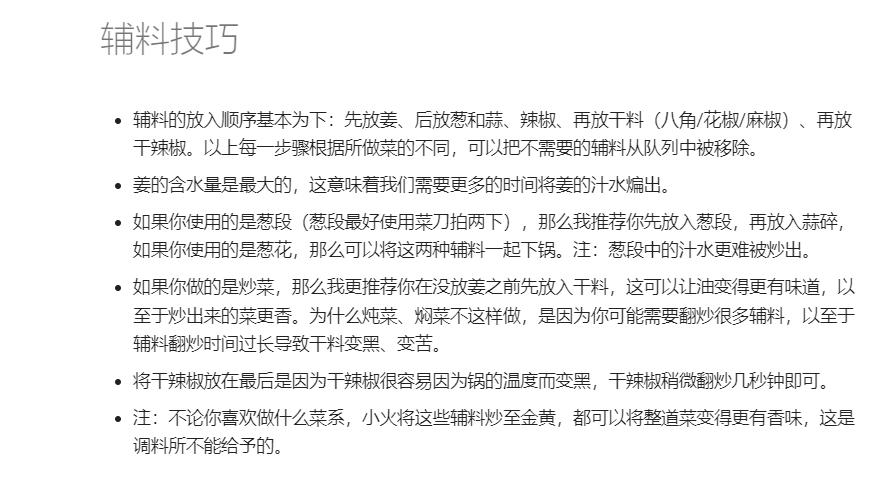 辅料技巧
辅料的放入顺序基本为下：先放姜、后放葱和蒜、辣椒、再放干料（八角/花椒/麻椒）、再放
干辣椒。以上每一步骤根据所做菜的不同，可以把不需要的辅料从队列中被移除。
姜的含水量是最大的，这意味着我们需要更多的时间将姜的汁水煸出。
如果你使用的是葱段（葱段最好使用菜刀拍两下），那么我推荐你先放入葱段，再放入蒜碎，
如果你使用的是葱花，那么可以将这两种辅料一起下锅。注：葱段中的汁水更难被炒出。
如果你做的是炒菜，那么我更推荐你在没放姜之前先放入干料，这可以让油变得更有味道，以
至于炒出来的菜更香。为什么炖菜、焖菜不这样做，是因为你可能需要翻炒很多辅料，以至于
辅料翻炒时间过长导致干料变黑、变苦。
将干辣椒放在最后是因为干辣椒很容易因为锅的温度而变黑，干辣椒稍微翻炒几秒钟即可。
注：不论你喜欢做什么菜系，小火将这些辅料炒至金黄，都可以将整道菜变得更有香味，这是
调料所不能给予的。